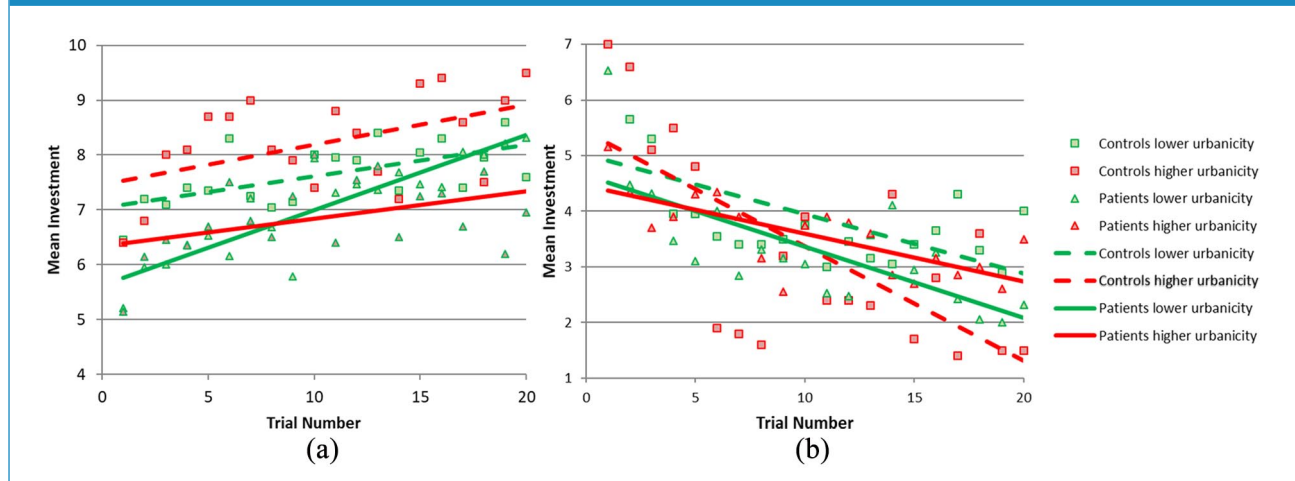 10
9
8
7
6
5
4
0
5
10
15
20
Mean Investment
Trial Number
(a)
7
6
5
4
3
2
1
0
5
10
15
20
Mean Investment
Trial Number
(b)
Controls lower urbanicity
Controls higher urbanicity
Patients lower urbanicity
Patients higher urbanicity
Controls lower urbanicity
Controls higher urbanicity
Patients lower urbanicity
Patients higher urbanicity